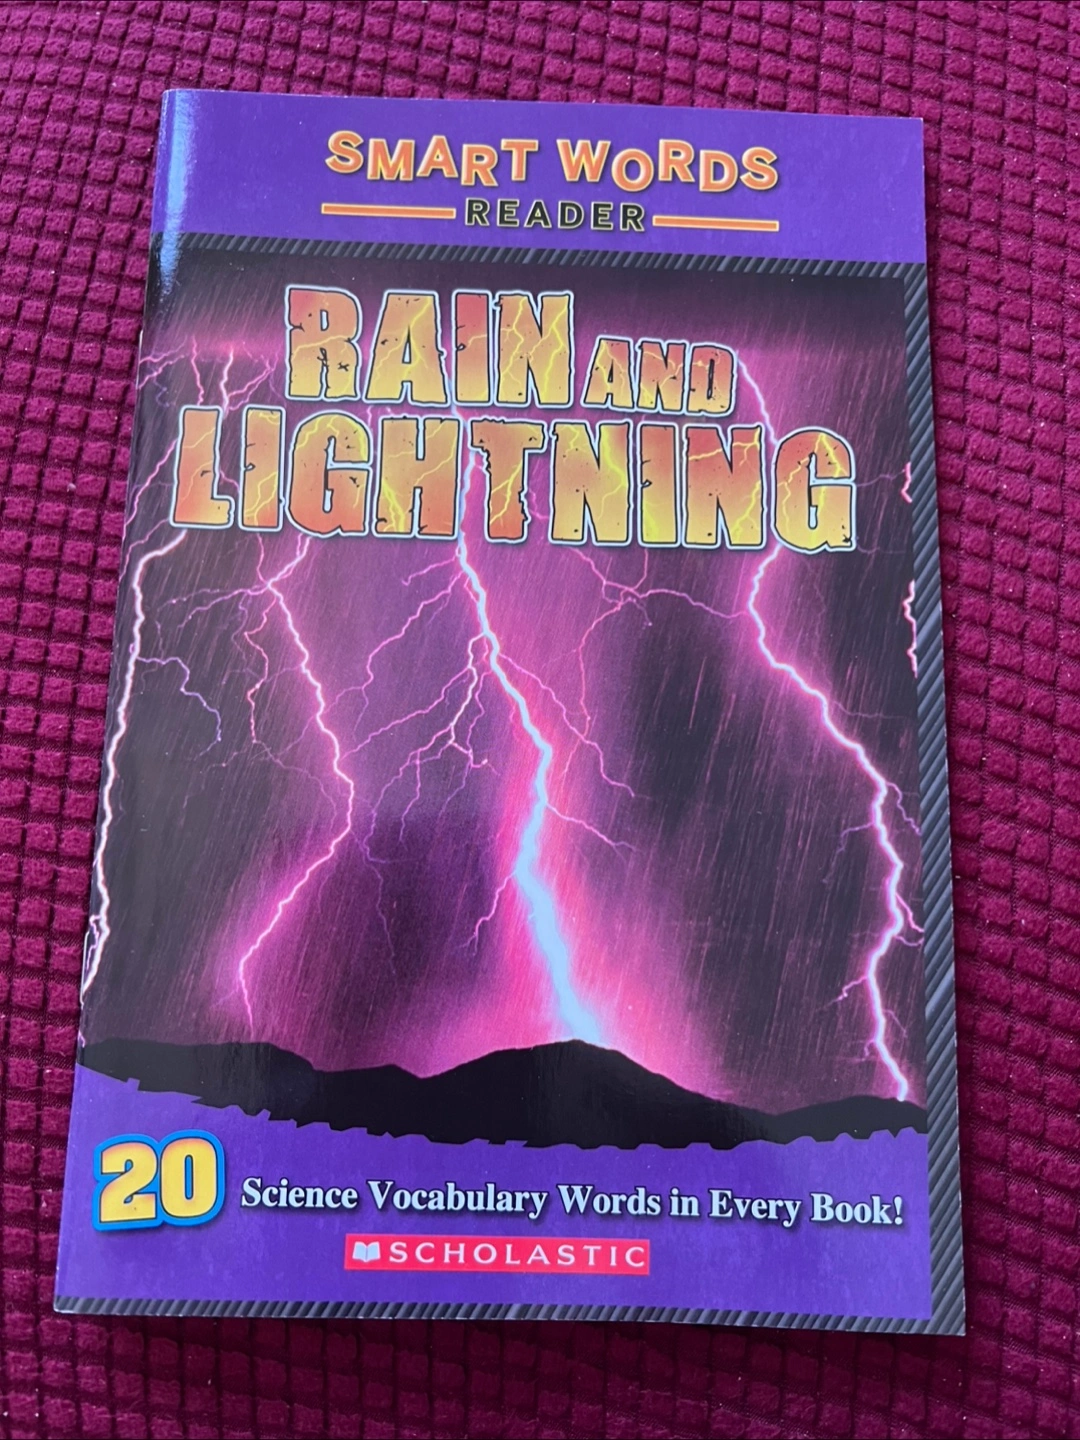 SMART WORDS
READER
RAIN AND
LIGHTNING
20 Science Vocabulary Words in Every Book!
SCHOLASTIC